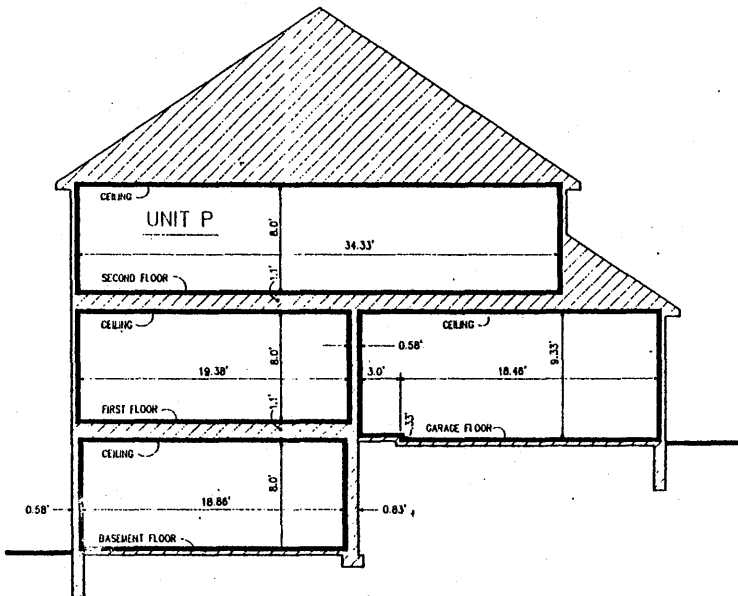 CEILING
UNIT P
8.0'
34.33'
SECOND FLOOR
1.1'
CEILING
CEILING
0.58'
8.0'
9.33'
19.38'
3.0'
18.46'
FIRST FLOOR
1.1'
.33'
GARAGE FLOOR
CEILING
8.0'
18.86'
0.58'
0.83'
BASEMENT FLOOR